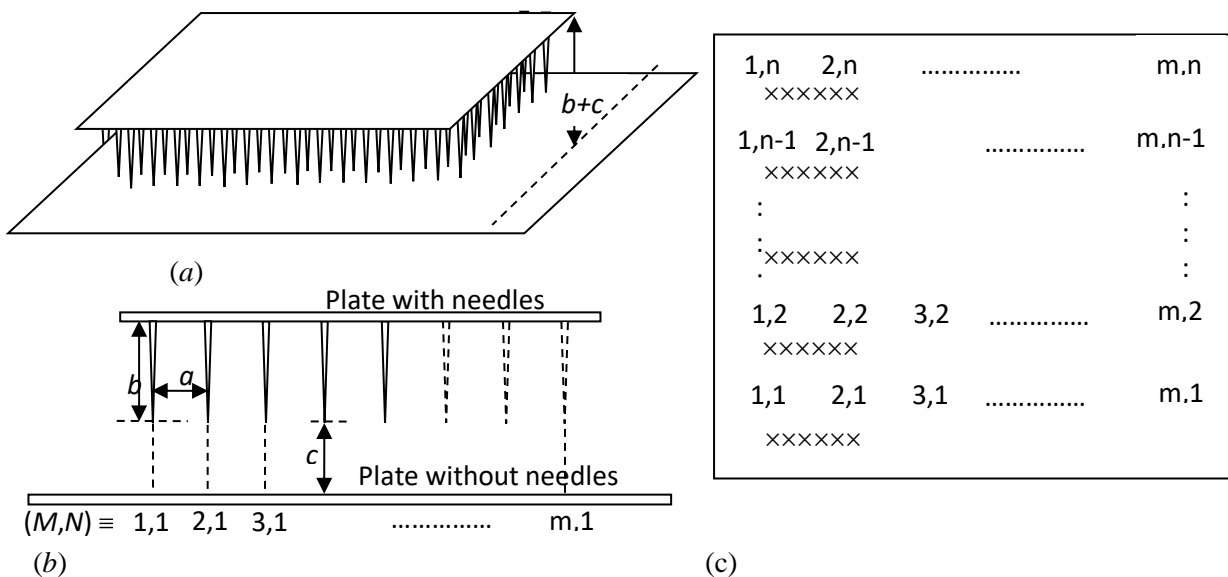 b+c
(a)
Plate with needles
b
a
c
Plate without needles
(M,N) ≡ 1,1 2,1 3,1 ................ m,1
(b)
1,n 2,n ................ m,n
××××××
1,n-1 2,n-1 ................ m,n-1
××××××
: :
: :
. .
××××××
1,2 2,2 3,2 ................ m,2
××××××
1,1 2,1 3,1 ................ m,1
××××××
(c)